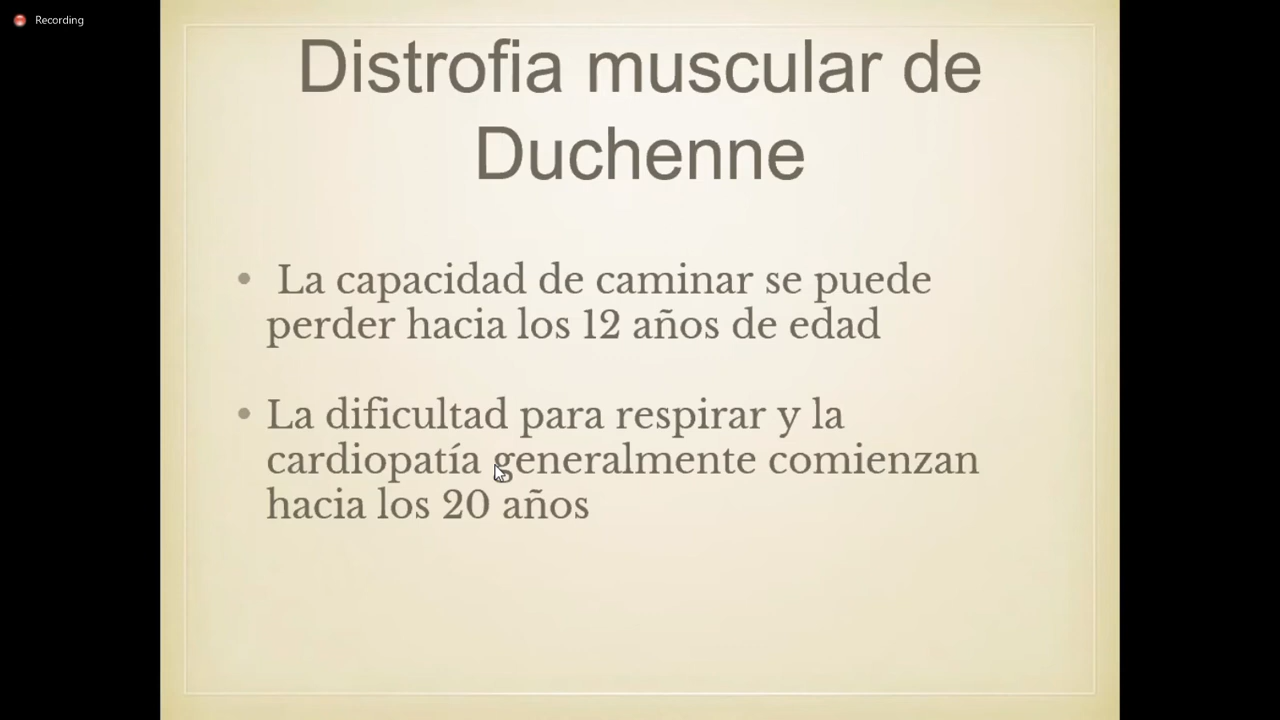 Recording
Distrofia muscular de
Duchenne
• La capacidad de caminar se puede
perder hacia los 12 años de edad
• La dificultad para respirar y la
cardiopatía generalmente comienzan
hacia los 20 años